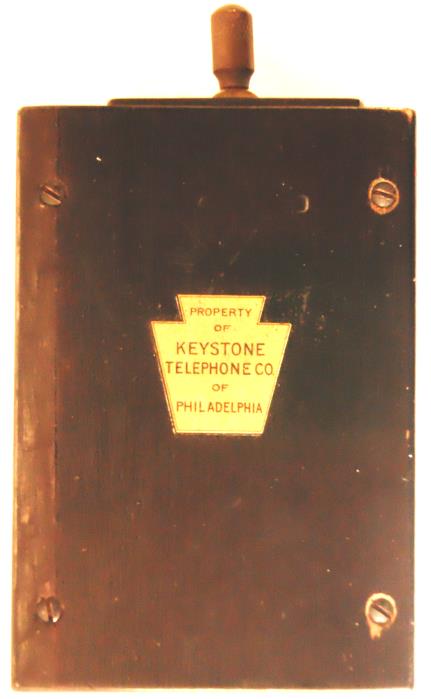 PROPERTY
OF
KEYSTONE
TELEPHONE CO.
OF
PHILADELPHIA